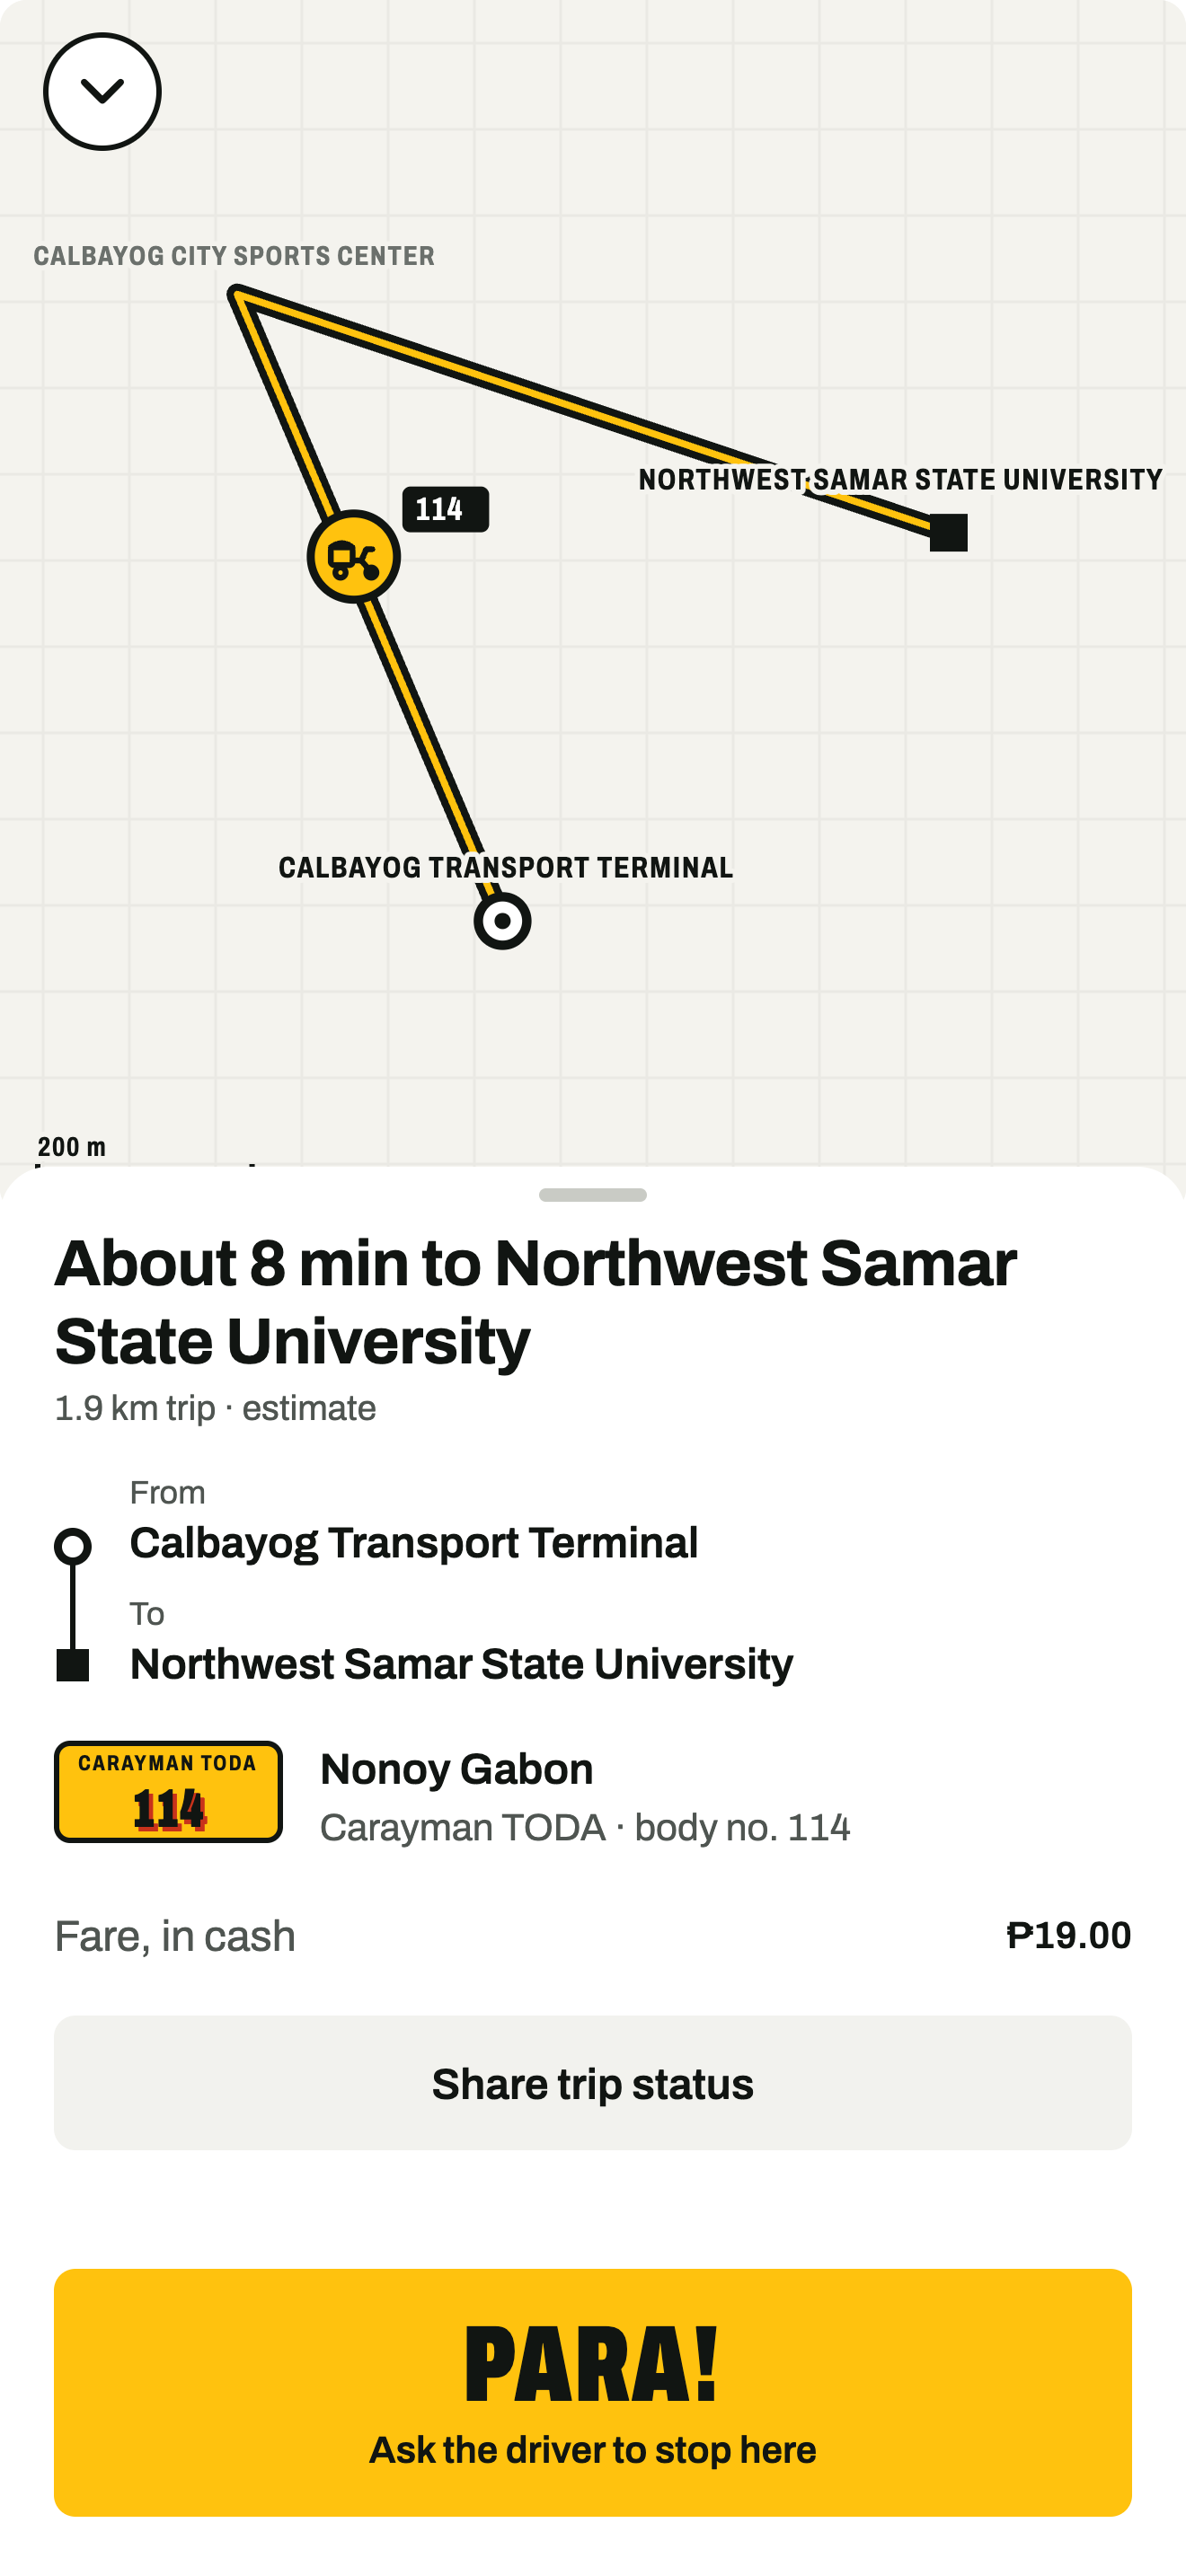 CALBAYOG CITY SPORTS CENTER
NORTHWEST SAMAR STATE UNIVERSITY
114
CALBAYOG TRANSPORT TERMINAL
200 m
About 8 min to Northwest Samar
State University
1.9 km trip · estimate
From
Calbayog Transport Terminal
To
Northwest Samar State University
CARAYMAN TODA
114
Nonoy Gabon
Carayman TODA · body no. 114
Fare, in cash
₱19.00
Share trip status
PARA!
Ask the driver to stop here